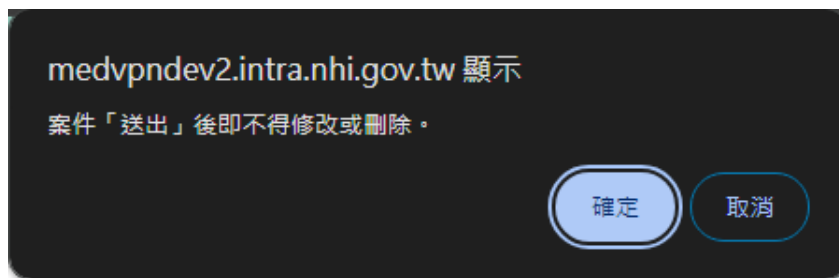 medvpndev2.intra.nhi.gov.tw 顯示
案件「送出」後即不得修改或刪除。
確定
取消